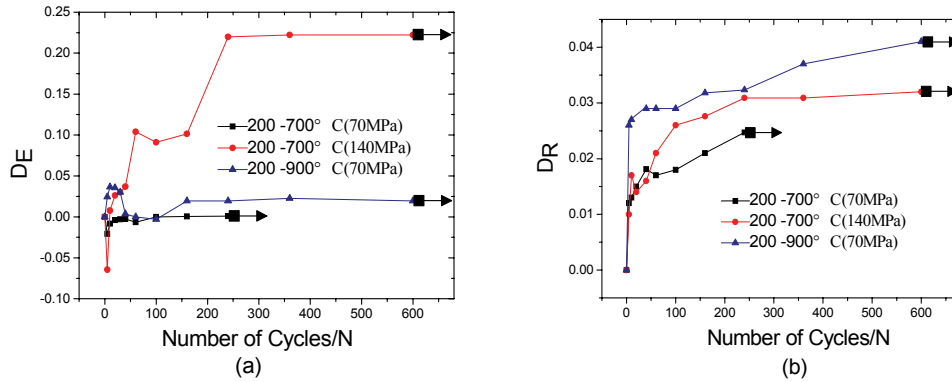 0.25
0.20
0.15
0.10
0.05
0.00
-0.05
-0.10
DE
200 -700° C(70MPa)
200 -700° C(140MPa)
200 -900° C(70MPa)
0 100 200 300 400 500 600
Number of Cycles/N
(a)
0.04
0.03
0.02
0.01
0.00
DR
200 -700° C(70MPa)
200 -700° C(140MPa)
200 -900° C(70MPa)
0 100 200 300 400 500 600
Number of Cycles/N
(b)